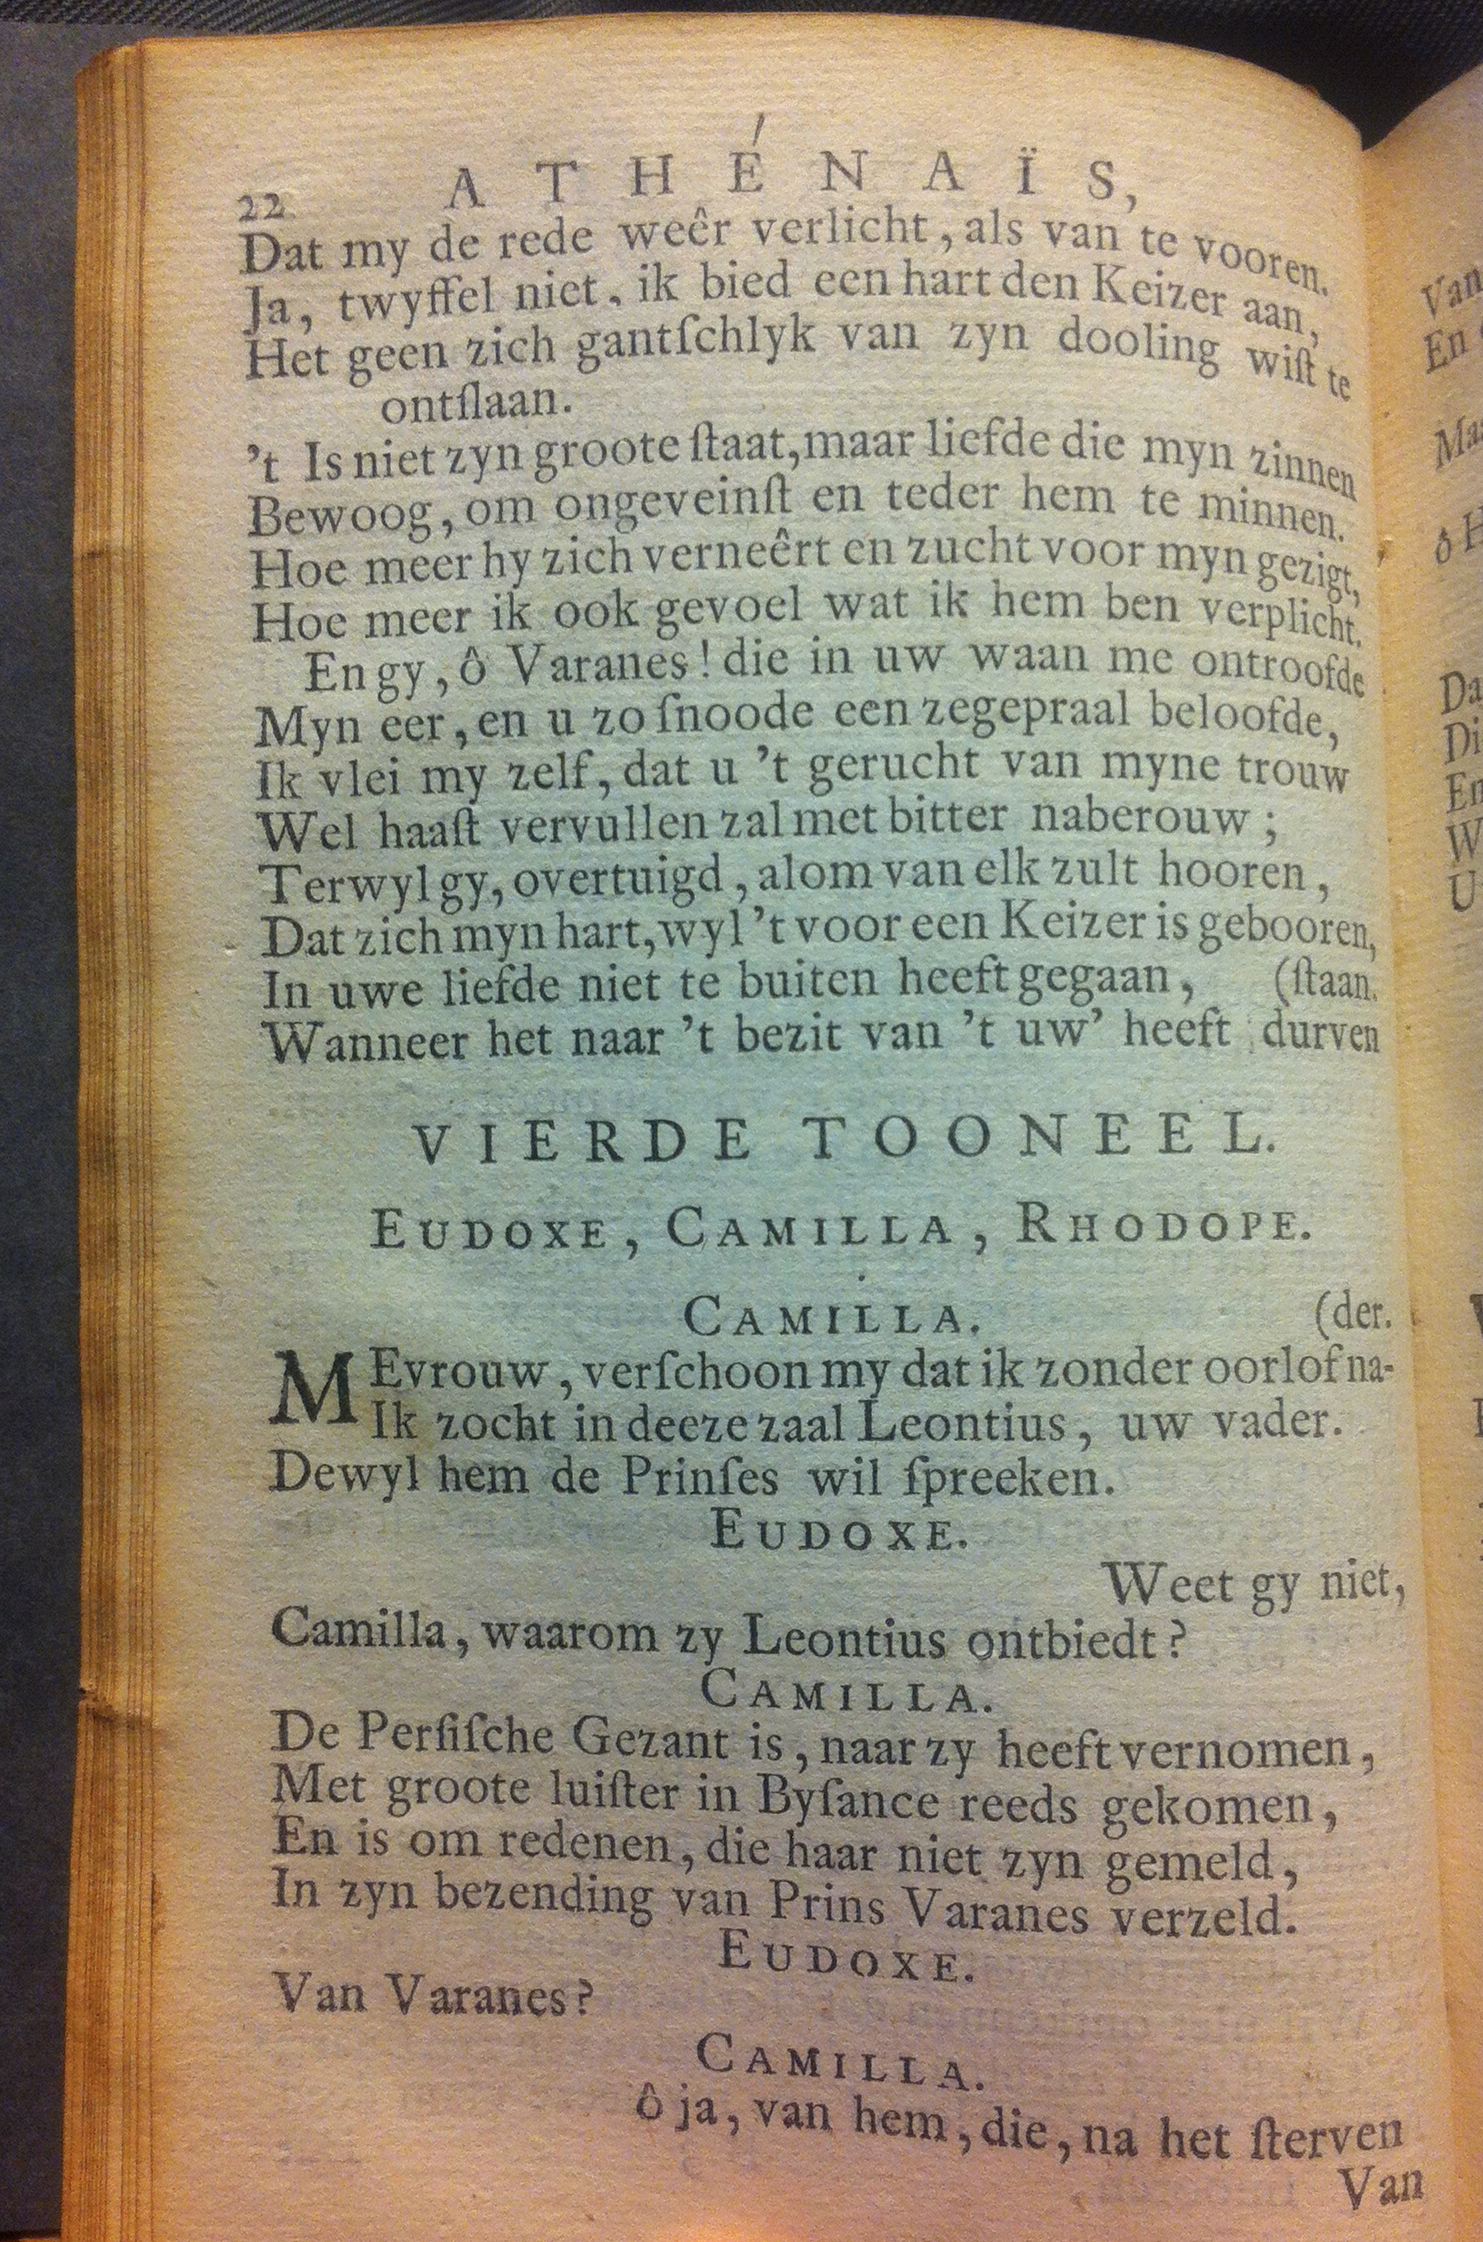 22 ATHÉNAÏS,
Dat my de rede weêr verlicht, als van te vooren.
Ja, twyffel niet, ik bied een hart den Keizer aan,
Het geen zich gantſchlyk van zyn dooling wiſt te
ontſlaan.
't Is niet zyn groote ſtaat, maar liefde die myn zinnen
Bewoog, om ongeveinſt en teder hem te minnen.
Hoe meer hy zich verneêrt en zucht voor myn gezigt,
Hoe meer ik ook gevoel wat ik hem ben verplicht.
En gy, ô Varanes! die in uw waan me ontroofde
Myn eer, en u zo ſnoode een zegepraal beloofde,
Ik vlei my zelf, dat u 't gerucht van myne trouw
Wel haaſt vervullen zal met bitter naberouw;
Terwyl gy, overtuigd, alom van elk zult hooren,
Dat zich myn hart, wyl 't voor een Keizer is gebooren,
In uwe liefde niet te buiten heeft gegaan, (ſtaan.
Wanneer het naar 't bezit van 't uw' heeft durven
VIERDE TOONEEL.
EUDOXE, CAMILLA, RHODOPE.
CAMILLA. (der.
MEvrouw, verſchoon my dat ik zonder oorlof na-
Ik zocht in deeze zaal Leontius, uw vader.
Dewyl hem de Prinſes wil ſpreeken.
EUDOXE.
Weet gy niet,
Camilla, waarom zy Leontius ontbiedt?
CAMILLA.
De Perſiſche Gezant is, naar zy heeft vernomen,
Met groote luiſter in Byſance reeds gekomen,
En is om redenen, die haar niet zyn gemeld,
In zyn bezending van Prins Varanes verzeld.
EUDOXE.
Van Varanes?
CAMILLA.
ô ja, van hem, die, na het ſterven
Van